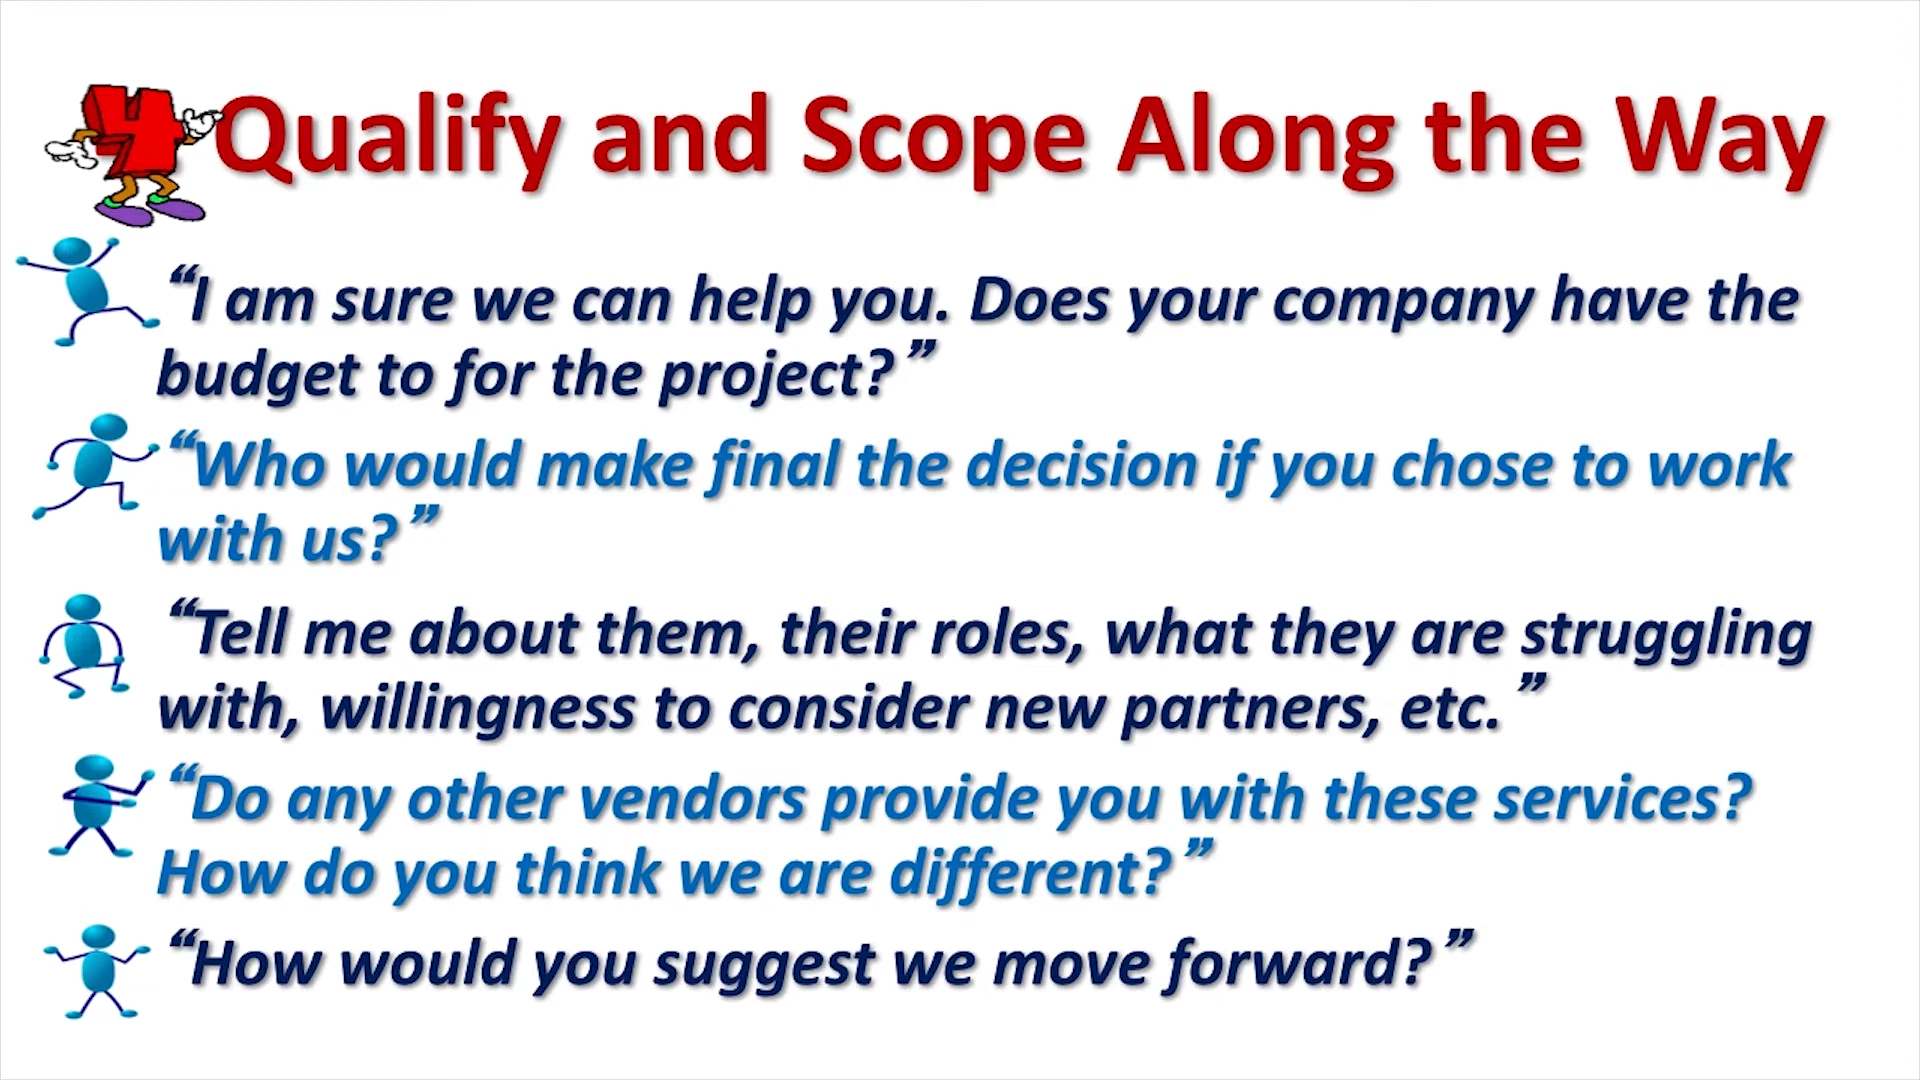 4 Qualify and Scope Along the Way
“I am sure we can help you. Does your company have the
budget to for the project?”
“Who would make final the decision if you chose to work
with us?”
“Tell me about them, their roles, what they are struggling
with, willingness to consider new partners, etc.”
“Do any other vendors provide you with these services?
How do you think we are different?”
“How would you suggest we move forward?”